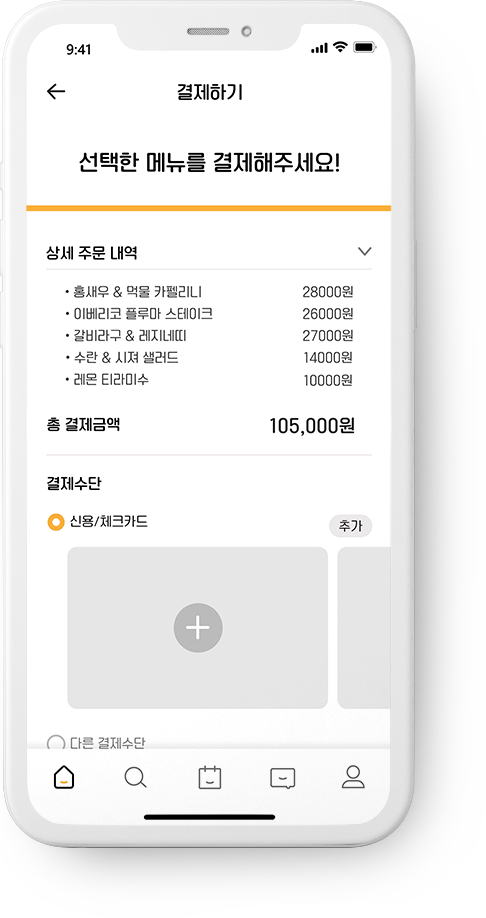 9:41
결제하기
선택한 메뉴를 결제해주세요!
상세 주문 내역
• 홍새우 & 먹물 카펠리니 28000원
• 이베리코 플루마 스테이크 26000원
• 갈비라구 & 레지네띠 27000원
• 수란 & 시져 샐러드 14000원
• 레몬 티라미수 10000원
총 결제금액 105,000원
결제수단
신용/체크카드 추가
다른 결제수단